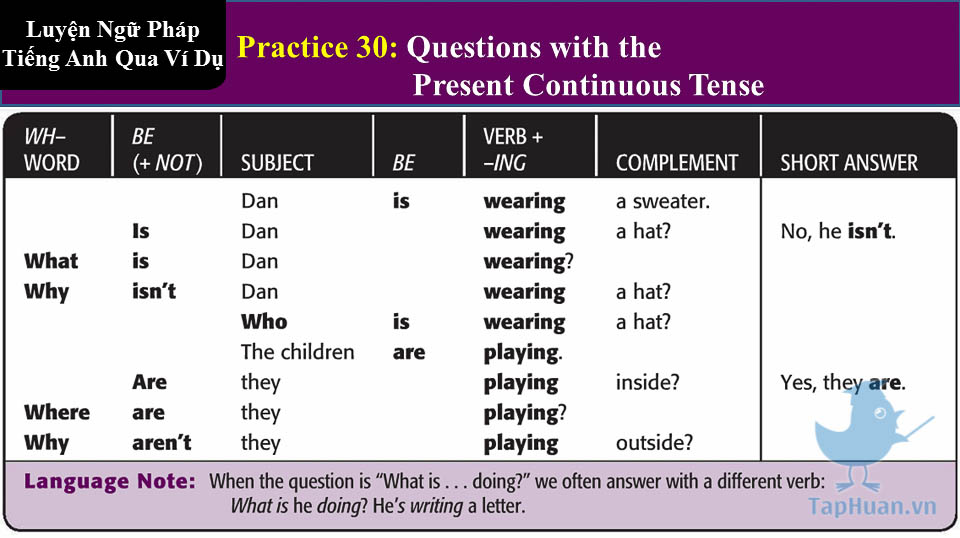 Luyện Ngữ Pháp
Tiếng Anh Qua Ví Dụ
Practice 30: Questions with the
Present Continuous Tense
WH– BE VERB +
WORD (+ NOT) SUBJECT BE –ING COMPLEMENT SHORT ANSWER
Dan is wearing a sweater.
Is Dan wearing a hat? No, he isn't.
What is Dan wearing?
Why isn't Dan wearing a hat?
Who is wearing a hat?
The children are playing.
Are they playing inside? Yes, they are.
Where are they playing?
Why aren't they playing outside?
Language Note: When the question is "What is . . . doing?" we often answer with a different verb:
What is he doing? He's writing a letter.
TapHuan.vn